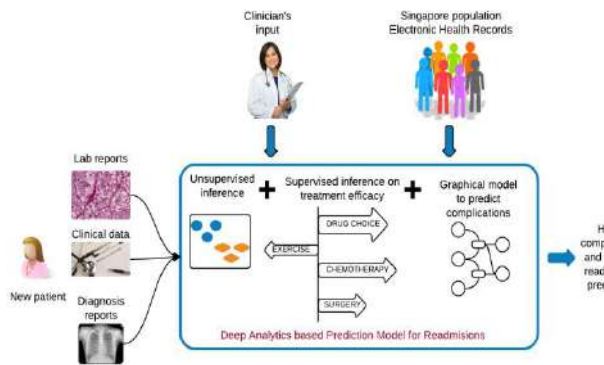 Clinician's
input
Singapore population
Electronic Health Records
Lab reports
Clinical data
New patient
Diagnosis
reports
Unsupervised
inference
+
Supervised inference on
treatment efficacy
+
Graphical model
to predict
complications
DRUG CHOICE
EXERCISE
CHEMOTHERAPY
SURGERY
Deep Analytics based Prediction Model for Readmisions
and